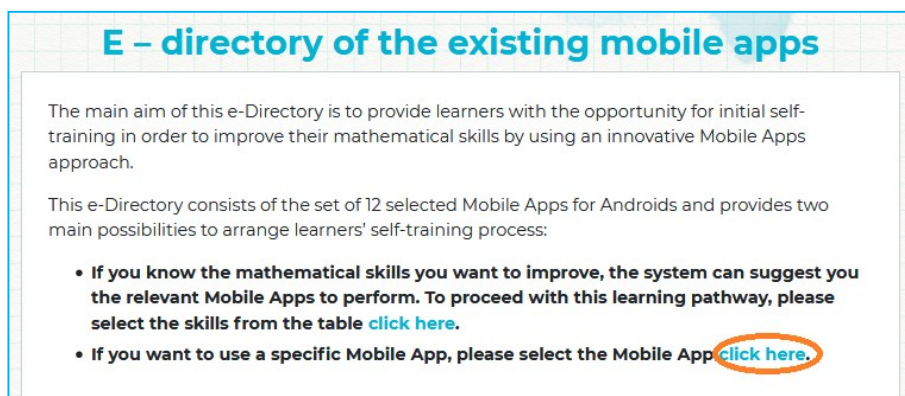 E – directory of the existing mobile apps
The main aim of this e-Directory is to provide learners with the opportunity for initial self-
training in order to improve their mathematical skills by using an innovative Mobile Apps
approach.
This e-Directory consists of the set of 12 selected Mobile Apps for Androids and provides two
main possibilities to arrange learners' self-training process:
• If you know the mathematical skills you want to improve, the system can suggest you
the relevant Mobile Apps to perform. To proceed with this learning pathway, please
select the skills from the table click here.
• If you want to use a specific Mobile App, please select the Mobile App click here.